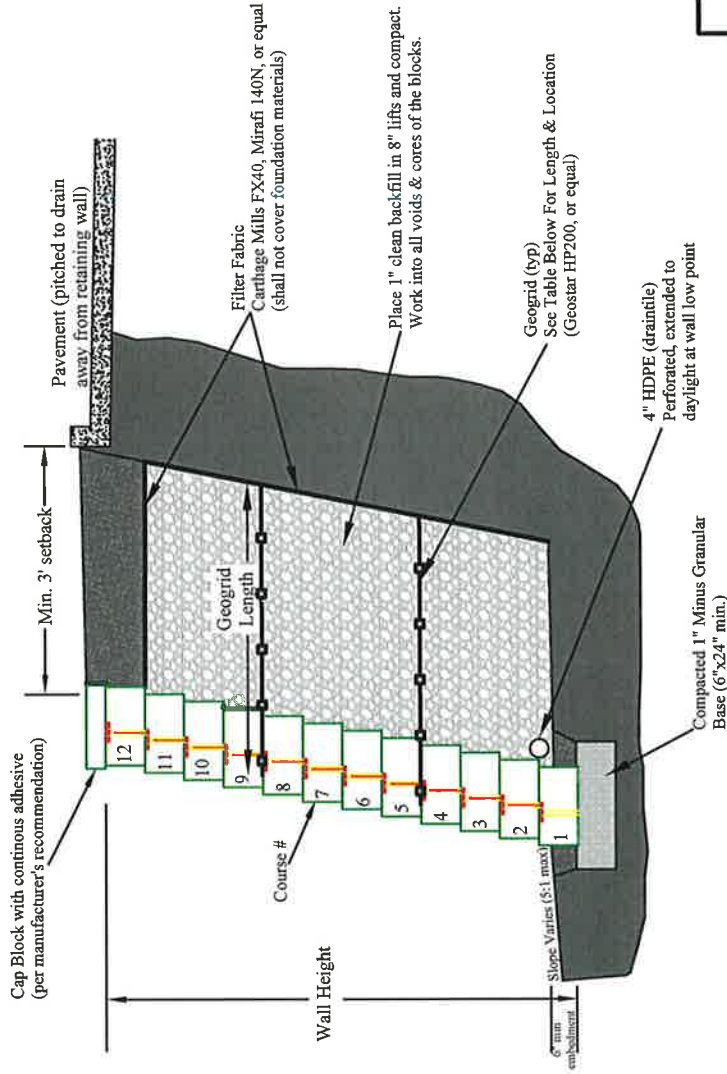 Cap Block with continous adhesive
(per manufacturer's recommendation)
Min. 3' setback
Pavement (pitched to drain
away from retaining wall)
Filter Fabric
Carthage Mills FX40, Mirafi 140N, or equal
(shall not cover foundation materials)
Place 1" clean backfill in 8" lifts and compact.
Work into all voids & cores of the blocks.
Geogrid (typ)
See Table Below For Length & Location
(Geostar HP200, or equal)
4" HDPE (draintile)
Perforated, extended to
daylight at wall low point
Compacted 1" Minus Granular
Base (6"x24" min.)
Geogrid
Length
Course #
12
11
10
9
8
7
6
5
4
3
2
1
Wall Height
Slope Varies (5:1 max)
6" min
embedment